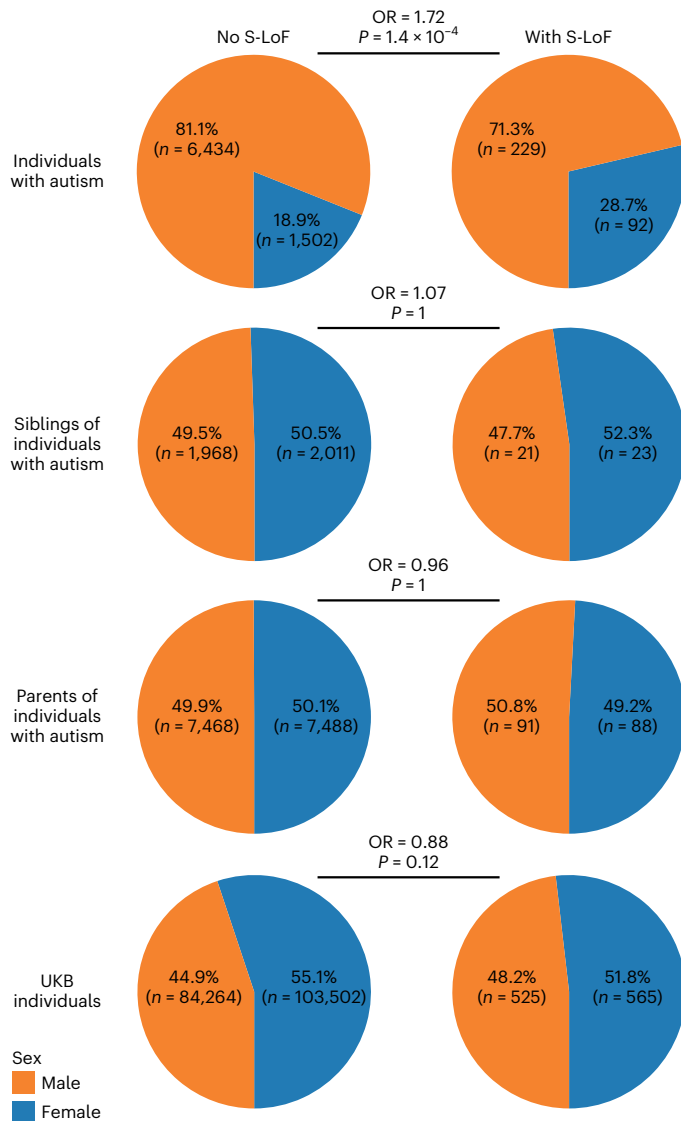 No S-LoF
OR = 1.72
P = 1.4 × 10⁻⁴
With S-LoF
Individuals
with autism
81.1%
(n = 6,434)
18.9%
(n = 1,502)
71.3%
(n = 229)
28.7%
(n = 92)
OR = 1.07
P = 1
Siblings of
individuals
with autism
49.5%
(n = 1,968)
50.5%
(n = 2,011)
47.7%
(n = 21)
52.3%
(n = 23)
OR = 0.96
P = 1
Parents of
individuals
with autism
49.9%
(n = 7,468)
50.1%
(n = 7,488)
50.8%
(n = 91)
49.2%
(n = 88)
OR = 0.88
P = 0.12
UKB
individuals
44.9%
(n = 84,264)
55.1%
(n = 103,502)
48.2%
(n = 525)
51.8%
(n = 565)
Sex
Male
Female